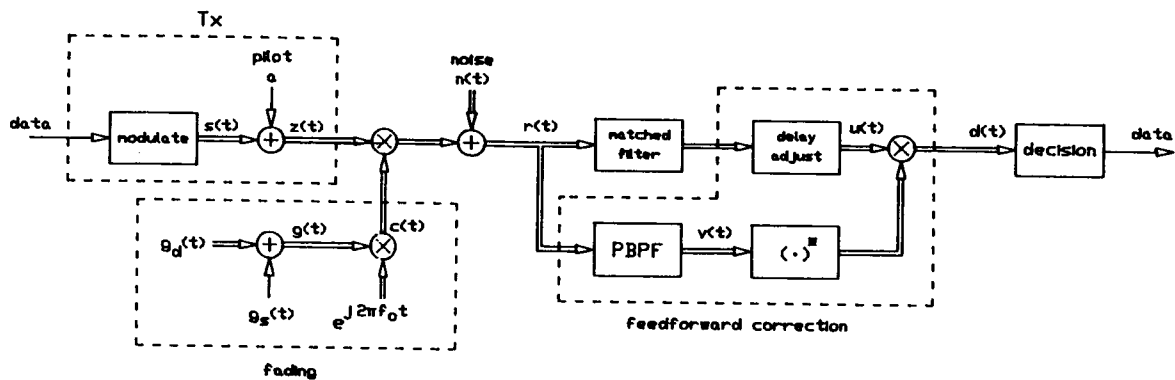 Tx
pilot
a
noise
n(t)
data
modulate
s(t)
z(t)
r(t)
matched
filter
delay
adjust
u(t)
d(t)
decision
data
g_d(t)
g(t)
c(t)
g_s(t)
e^{j2πf_0t}
PBPF
v(t)
(·)*
fading
feedforward correction